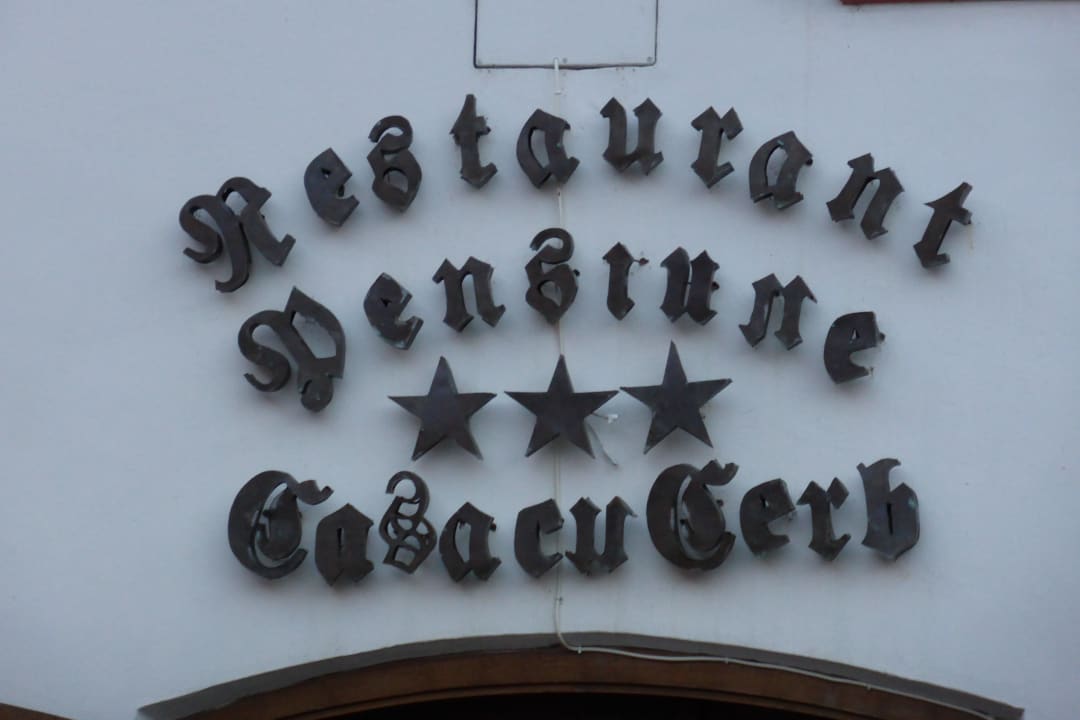 Restaurant
Pensiune
Casa cu Cerb